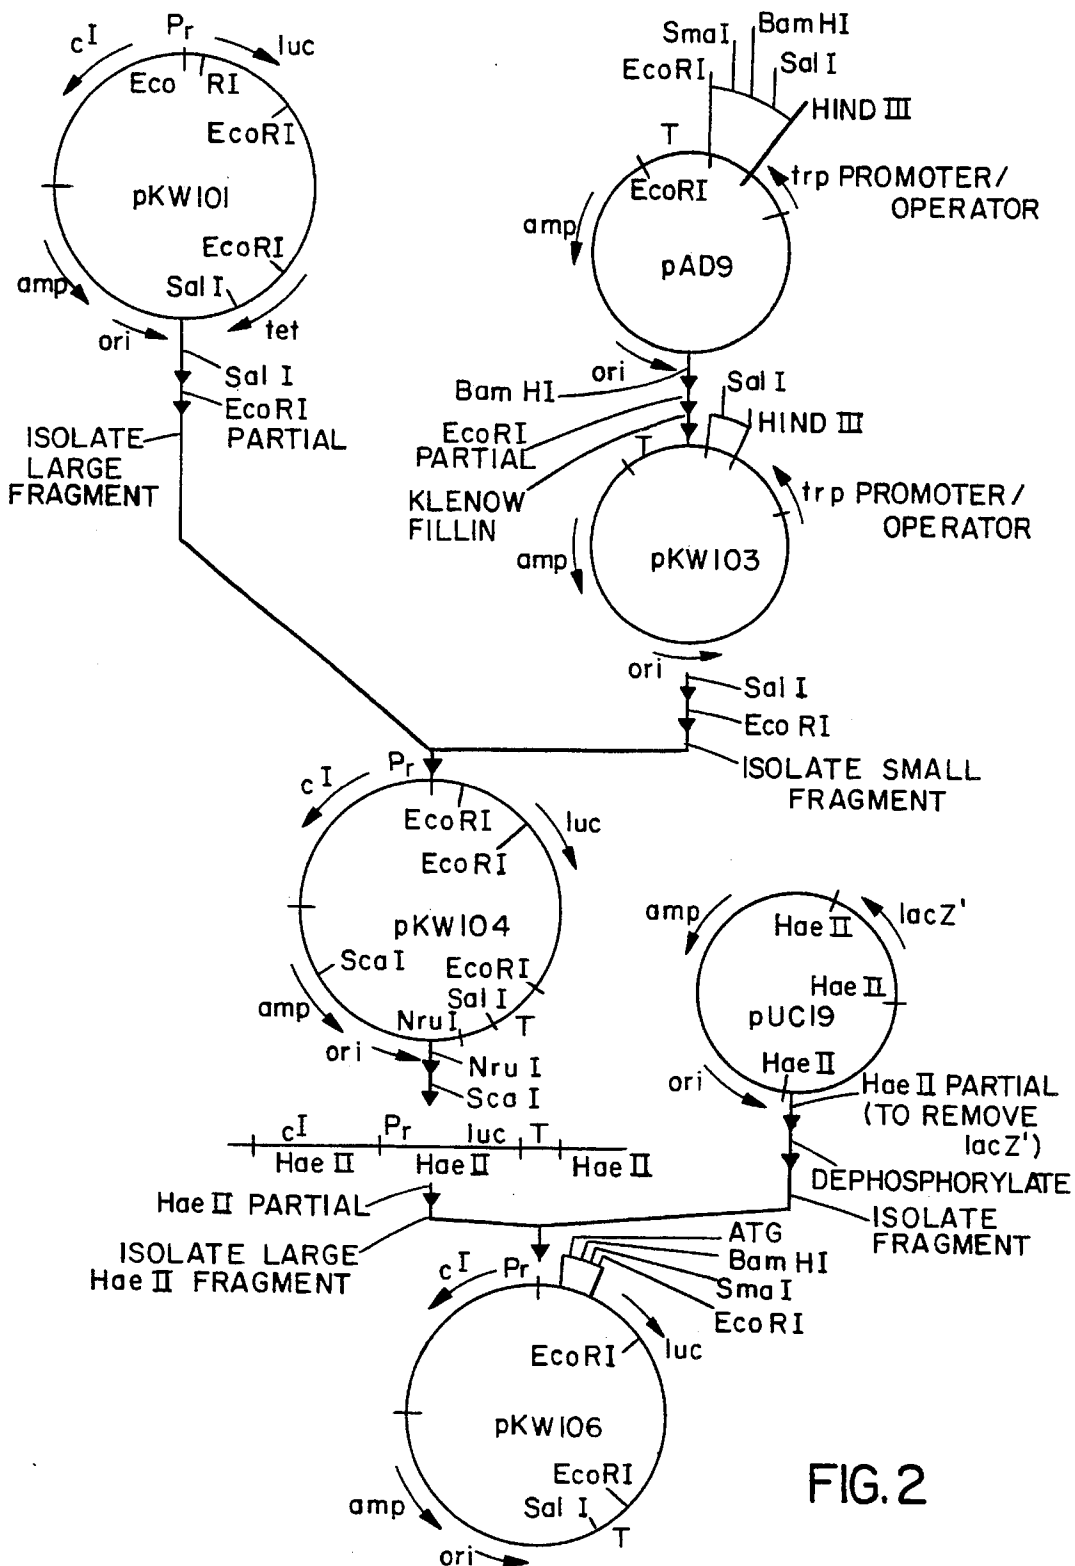 cI
Pr
luc
Eco RI
EcoRI
pKW101
EcoRI
Sal I
amp
ori
tet
Sal I
EcoRI
PARTIAL
ISOLATE
LARGE
FRAGMENT
SmaI
BamHI
EcoRI
Sal I
HIND III
T
EcoRI
trp PROMOTER/
OPERATOR
amp
pAD9
ori
Bam HI
EcoRI
PARTIAL
KLENOW
FILLIN
Sal I
HIND III
T
trp PROMOTER/
OPERATOR
amp
pKW103
ori
Sal I
Eco RI
ISOLATE SMALL
FRAGMENT
cI
Pr
EcoRI
luc
EcoRI
pKW104
ScaI
EcoRI
Sal I
NruI
T
amp
ori
Nru I
Sca I
amp
Hae II
lacZ'
Hae II
pUC19
Hae II
ori
Hae II PARTIAL
(TO REMOVE
lacZ')
DEPHOSPHORYLATE
ISOLATE
FRAGMENT
cI Pr luc T
Hae II Hae II Hae II
Hae II PARTIAL
ISOLATE LARGE
Hae II FRAGMENT
cI
Pr
ATG
Bam HI
Sma I
Eco RI
luc
EcoRI
pKW106
EcoRI
Sal I
T
amp
ori
FIG. 2